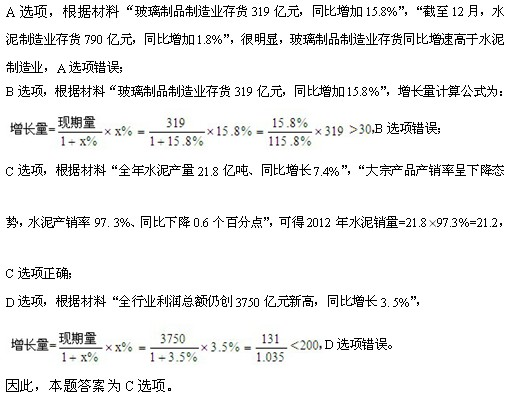 A 选项，根据材料“玻璃制品制造业存货 319 亿元，同比增加 15.8%”，“截至 12 月，水
泥制造业存货 790 亿元，同比增加 1.8%”，很明显，玻璃制品制造业存货同比增速高于水泥
制造业，A 选项错误；
B 选项，根据材料“玻璃制品制造业存货 319 亿元，同比增加 15.8%”，增长量计算公式为：
增长量=现期量/(1+x%)×x%=319/(1+15.8%)×15.8%=15.8%/115.8%×319 >30,B 选项错误；
C 选项，根据材料“全年水泥产量 21.8 亿吨、同比增长 7.4%”，“大宗产品产销率呈下降态
势，水泥产销率 97. 3%、同比下降 0.6 个百分点”，可得 2012 年水泥销量=21.8×97.3%=21.2，
C 选项正确；
D 选项，根据材料“全行业利润总额仍创 3750 亿元新高，同比增长 3. 5%”，
增长量=现期量/(1+x%)×x%=3750/(1+3.5%)×3.5%=131/1.035<200,D 选项错误。
因此，本题答案为 C 选项。